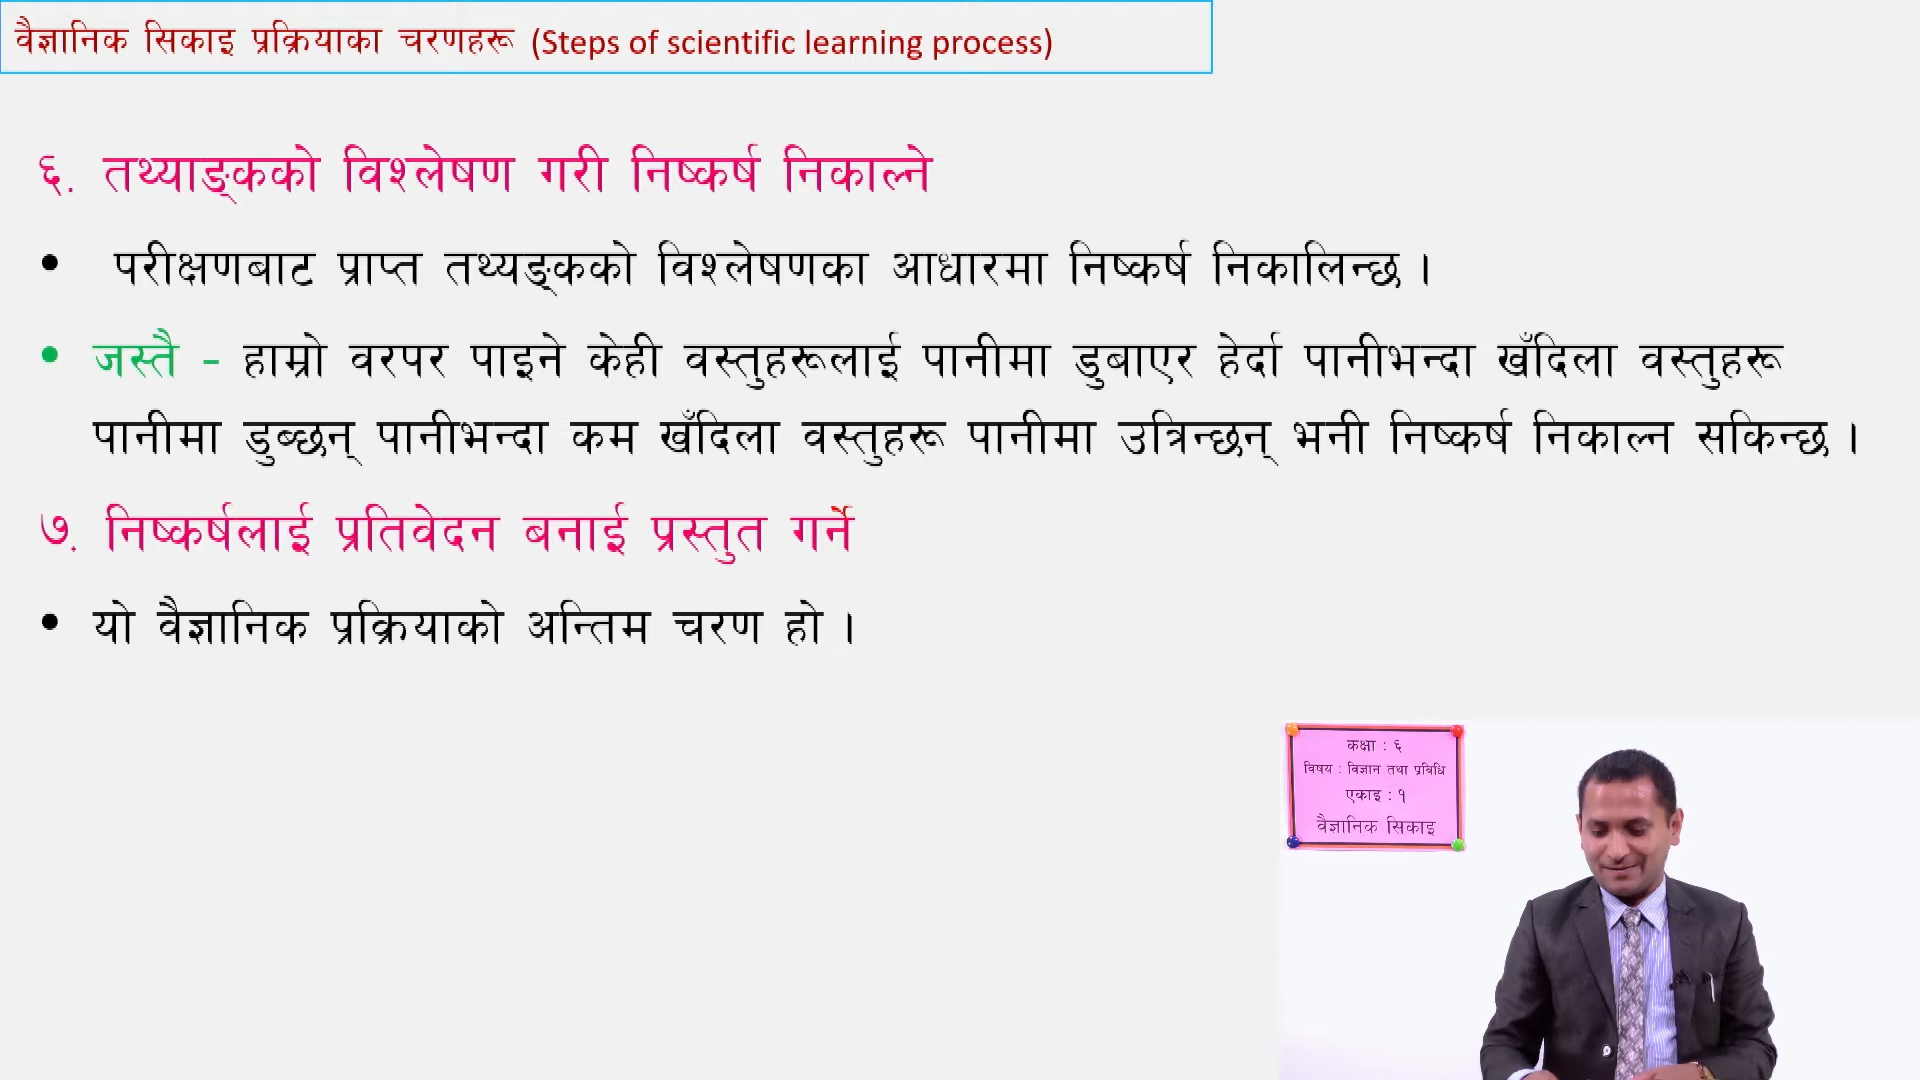 वैज्ञानिक सिकाइ प्रक्रियाका चरणहरू (Steps of scientific learning process)
६. तथ्याङ्कको विश्लेषण गरी निष्कर्ष निकाल्ने
• परीक्षणबाट प्राप्त तथ्यङ्कको विश्लेषणका आधारमा निष्कर्ष निकालिन्छ ।
• जस्तै - हाम्रो वरपर पाइने केही वस्तुहरूलाई पानीमा डुबाएर हेर्दा पानीभन्दा खँदिला वस्तुहरू
पानीमा डुब्छन् पानीभन्दा कम खँदिला वस्तुहरू पानीमा उत्रिन्छन् भनी निष्कर्ष निकाल्न सकिन्छ ।
७. निष्कर्षलाई प्रतिवेदन बनाई प्रस्तुत गर्ने
• यो वैज्ञानिक प्रक्रियाको अन्तिम चरण हो ।
कक्षा : ६
विषय : विज्ञान तथा प्रविधि
एकाइ : १
वैज्ञानिक सिकाइ